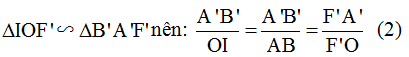 ΔIOF' ∽ ΔB'A'F' nên: A'B'/OI = A'B'/AB = F'A'/F'O (2)